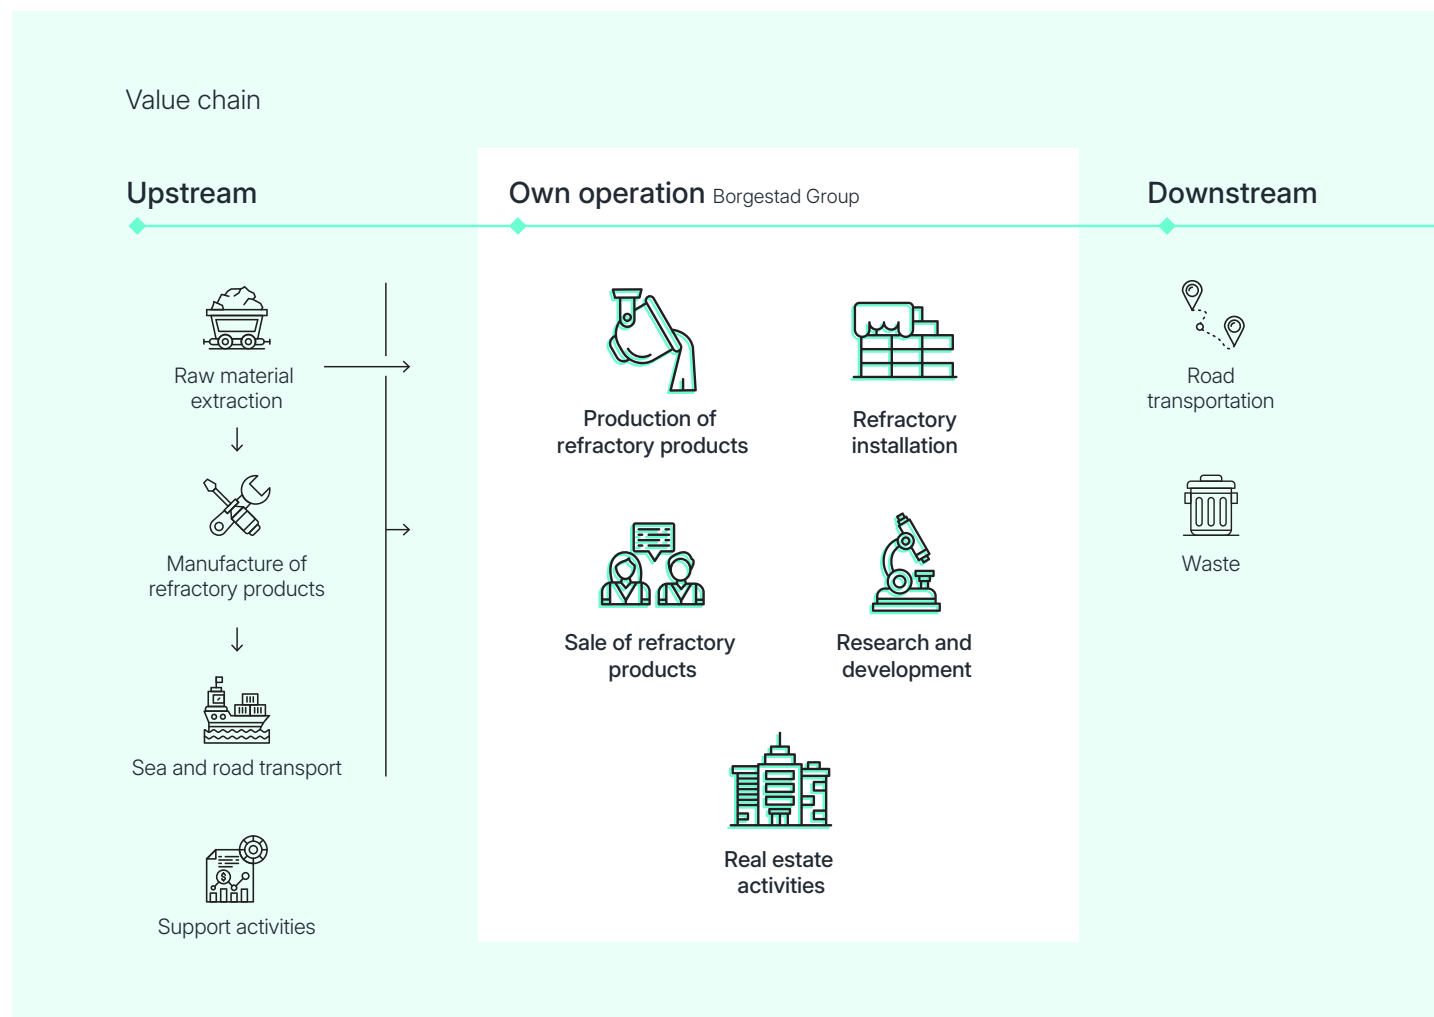 Value chain
Upstream
Raw material
extraction
Manufacture of
refractory products
Sea and road transport
Support activities
Own operation Borgestad Group
Production of
refractory products
Refractory
installation
Sale of refractory
products
Research and
development
Real estate
activities
Downstream
Road
transportation
Waste